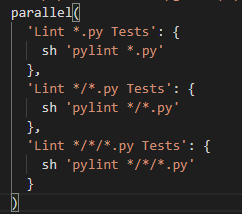 parallel(
  'Lint *.py Tests': {
    sh 'pylint *.py'
  },
  'Lint */*.py Tests': {
    sh 'pylint */*.py'
  },
  'Lint */*/*.py Tests': {
    sh 'pylint */*/*.py'
  }
)